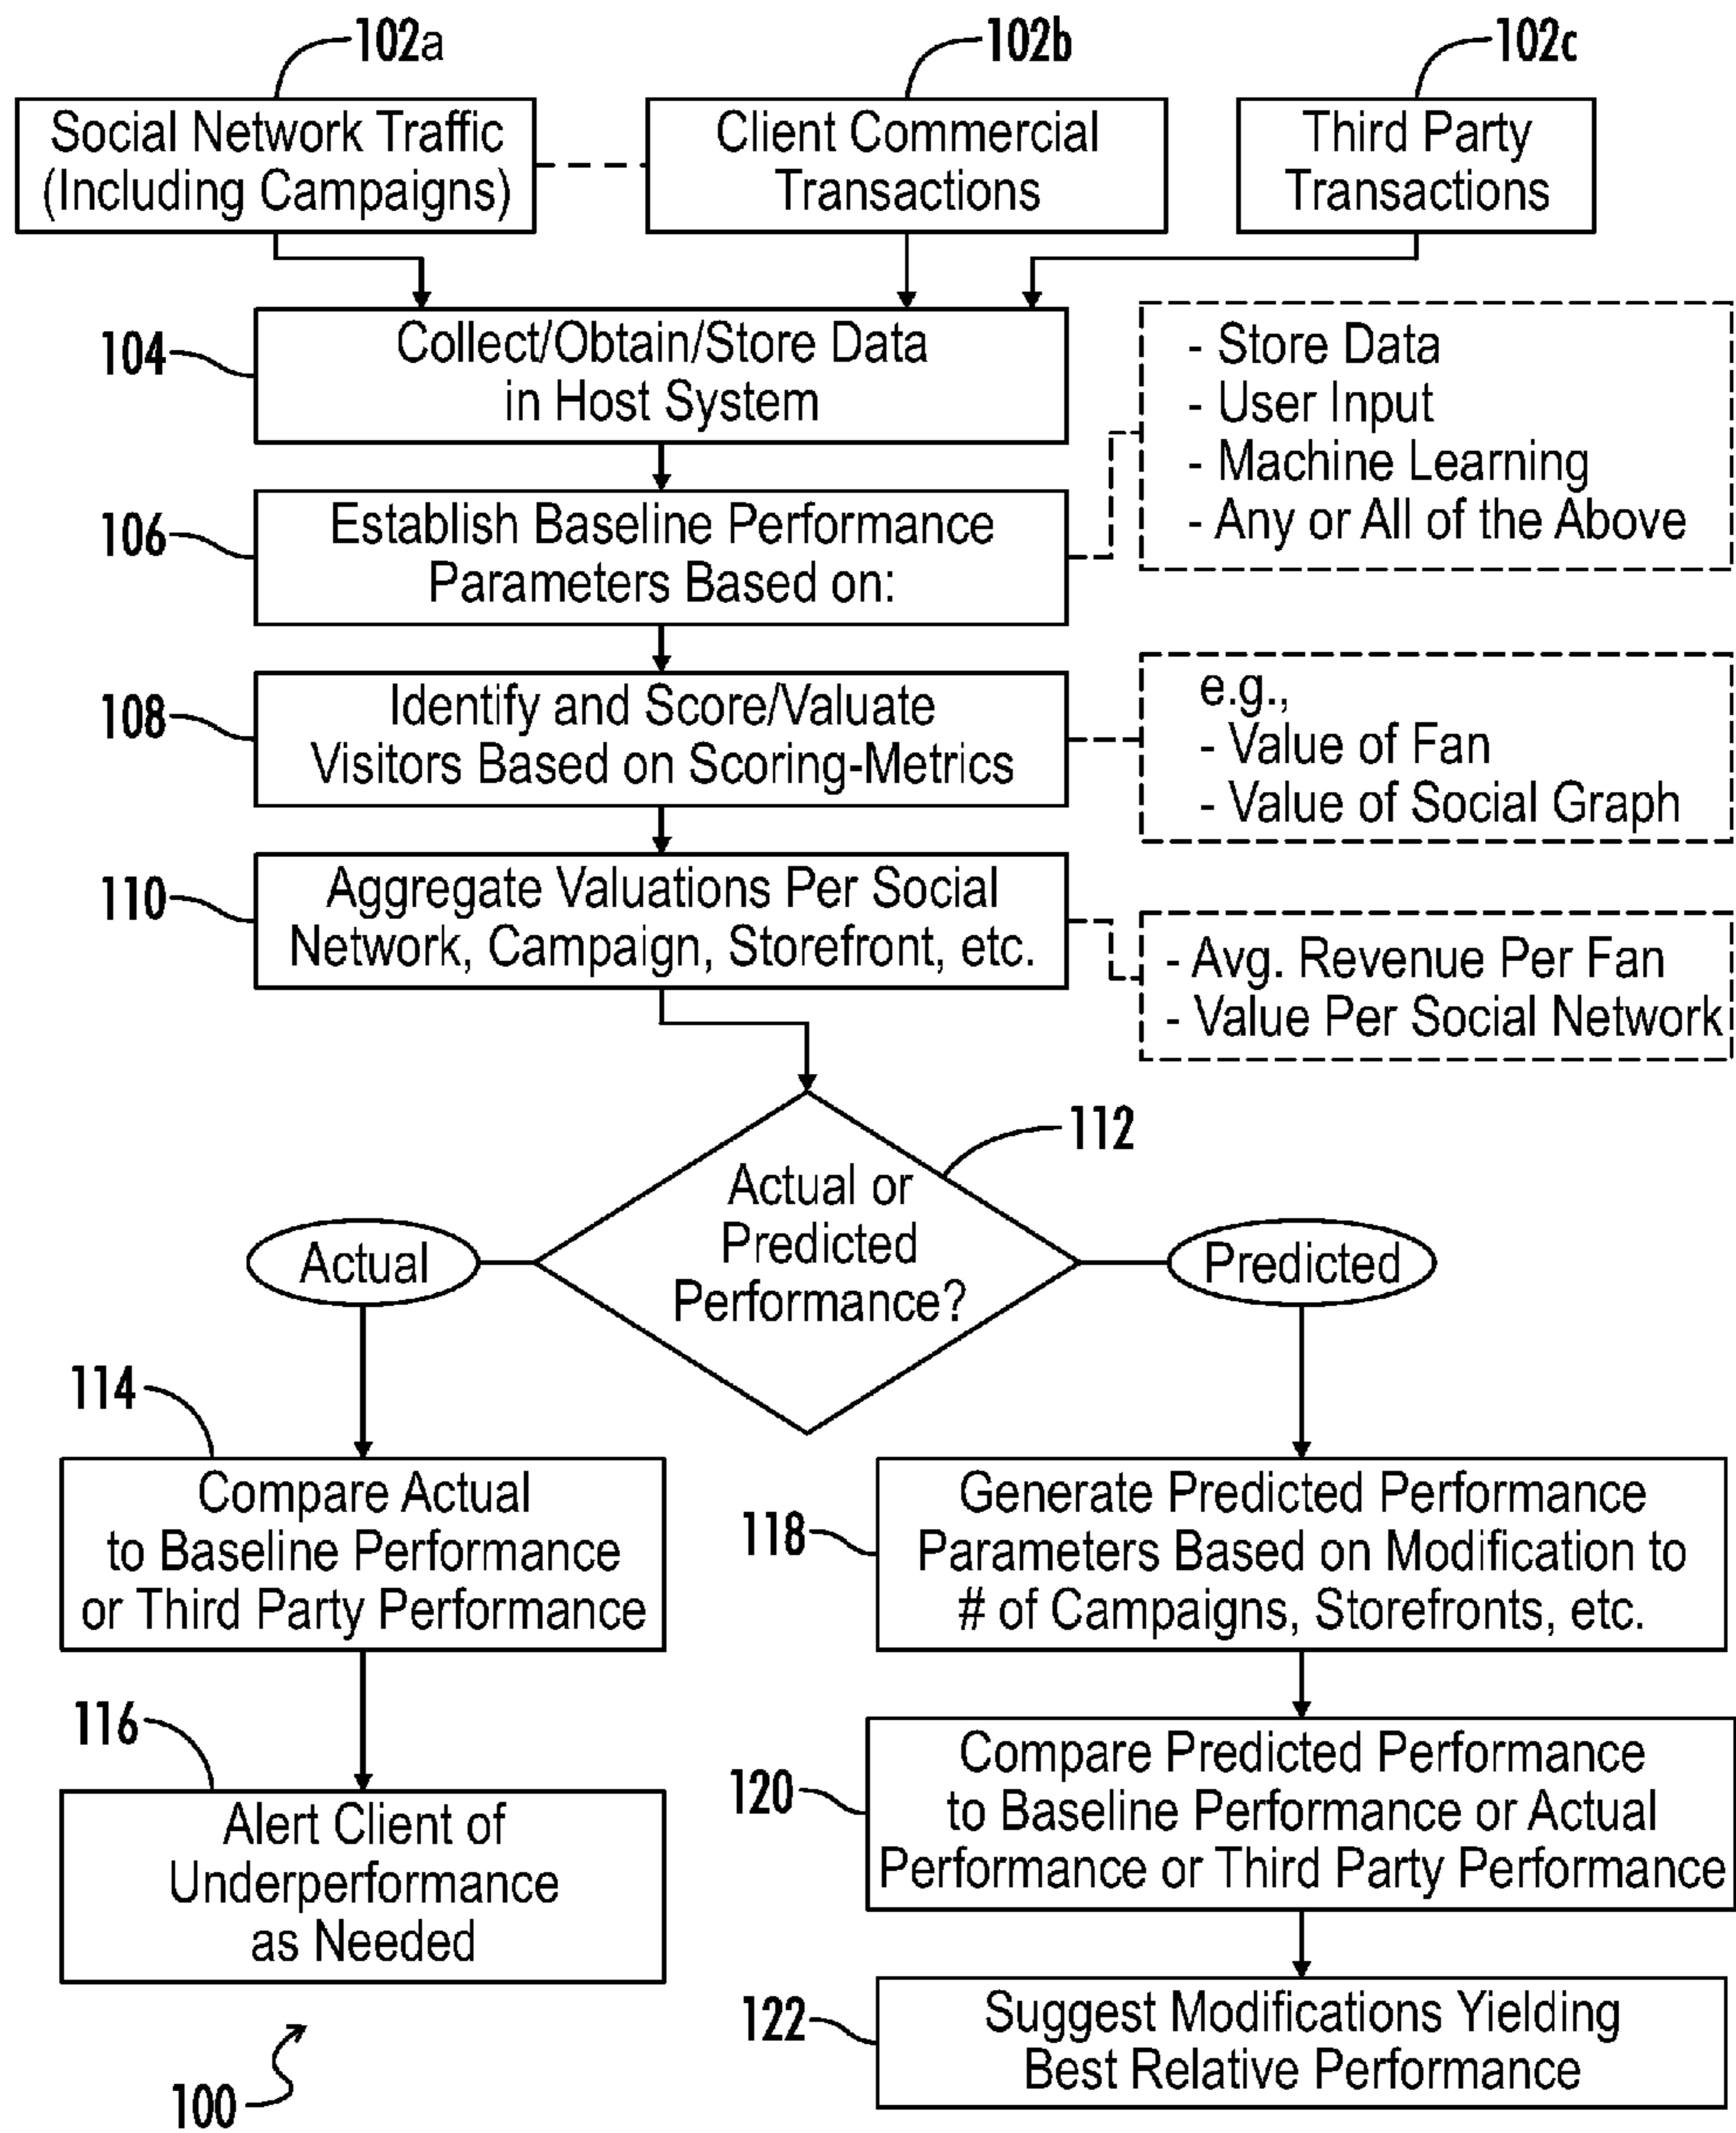 102a
102b
102c
Social Network Traffic
(Including Campaigns)
Client Commercial
Transactions
Third Party
Transactions
104
Collect/Obtain/Store Data
in Host System
- Store Data
- User Input
- Machine Learning
- Any or All of the Above
106
Establish Baseline Performance
Parameters Based on:
108
Identify and Score/Valuate
Visitors Based on Scoring-Metrics
e.g.,
- Value of Fan
- Value of Social Graph
110
Aggregate Valuations Per Social
Network, Campaign, Storefront, etc.
- Avg. Revenue Per Fan
- Value Per Social Network
112
Actual or
Predicted
Performance?
Actual
Predicted
114
Compare Actual
to Baseline Performance
or Third Party Performance
118
Generate Predicted Performance
Parameters Based on Modification to
# of Campaigns, Storefronts, etc.
116
Alert Client of
Underperformance
as Needed
120
Compare Predicted Performance
to Baseline Performance or Actual
Performance or Third Party Performance
122
Suggest Modifications Yielding
Best Relative Performance
100